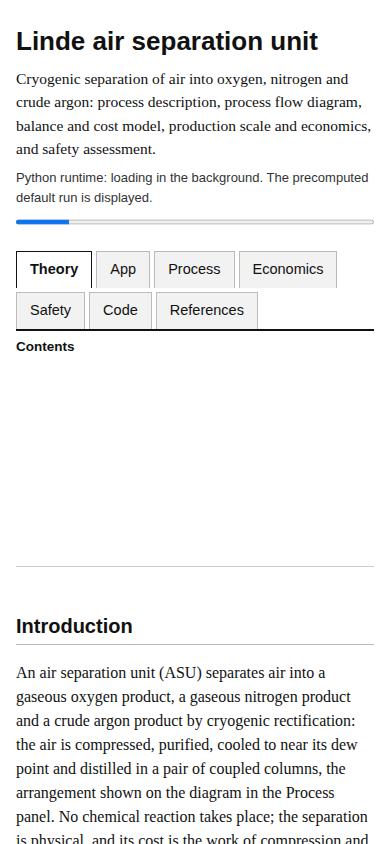 Linde air separation unit
Cryogenic separation of air into oxygen, nitrogen and
crude argon: process description, process flow diagram,
balance and cost model, production scale and economics,
and safety assessment.
Python runtime: loading in the background. The precomputed
default run is displayed.
Theory App Process Economics
Safety Code References
Contents
Introduction
An air separation unit (ASU) separates air into a
gaseous oxygen product, a gaseous nitrogen product
and a crude argon product by cryogenic rectification:
the air is compressed, purified, cooled to near its dew
point and distilled in a pair of coupled columns, the
arrangement shown on the diagram in the Process
panel. No chemical reaction takes place; the separation
is physical, and its cost is the work of compression and